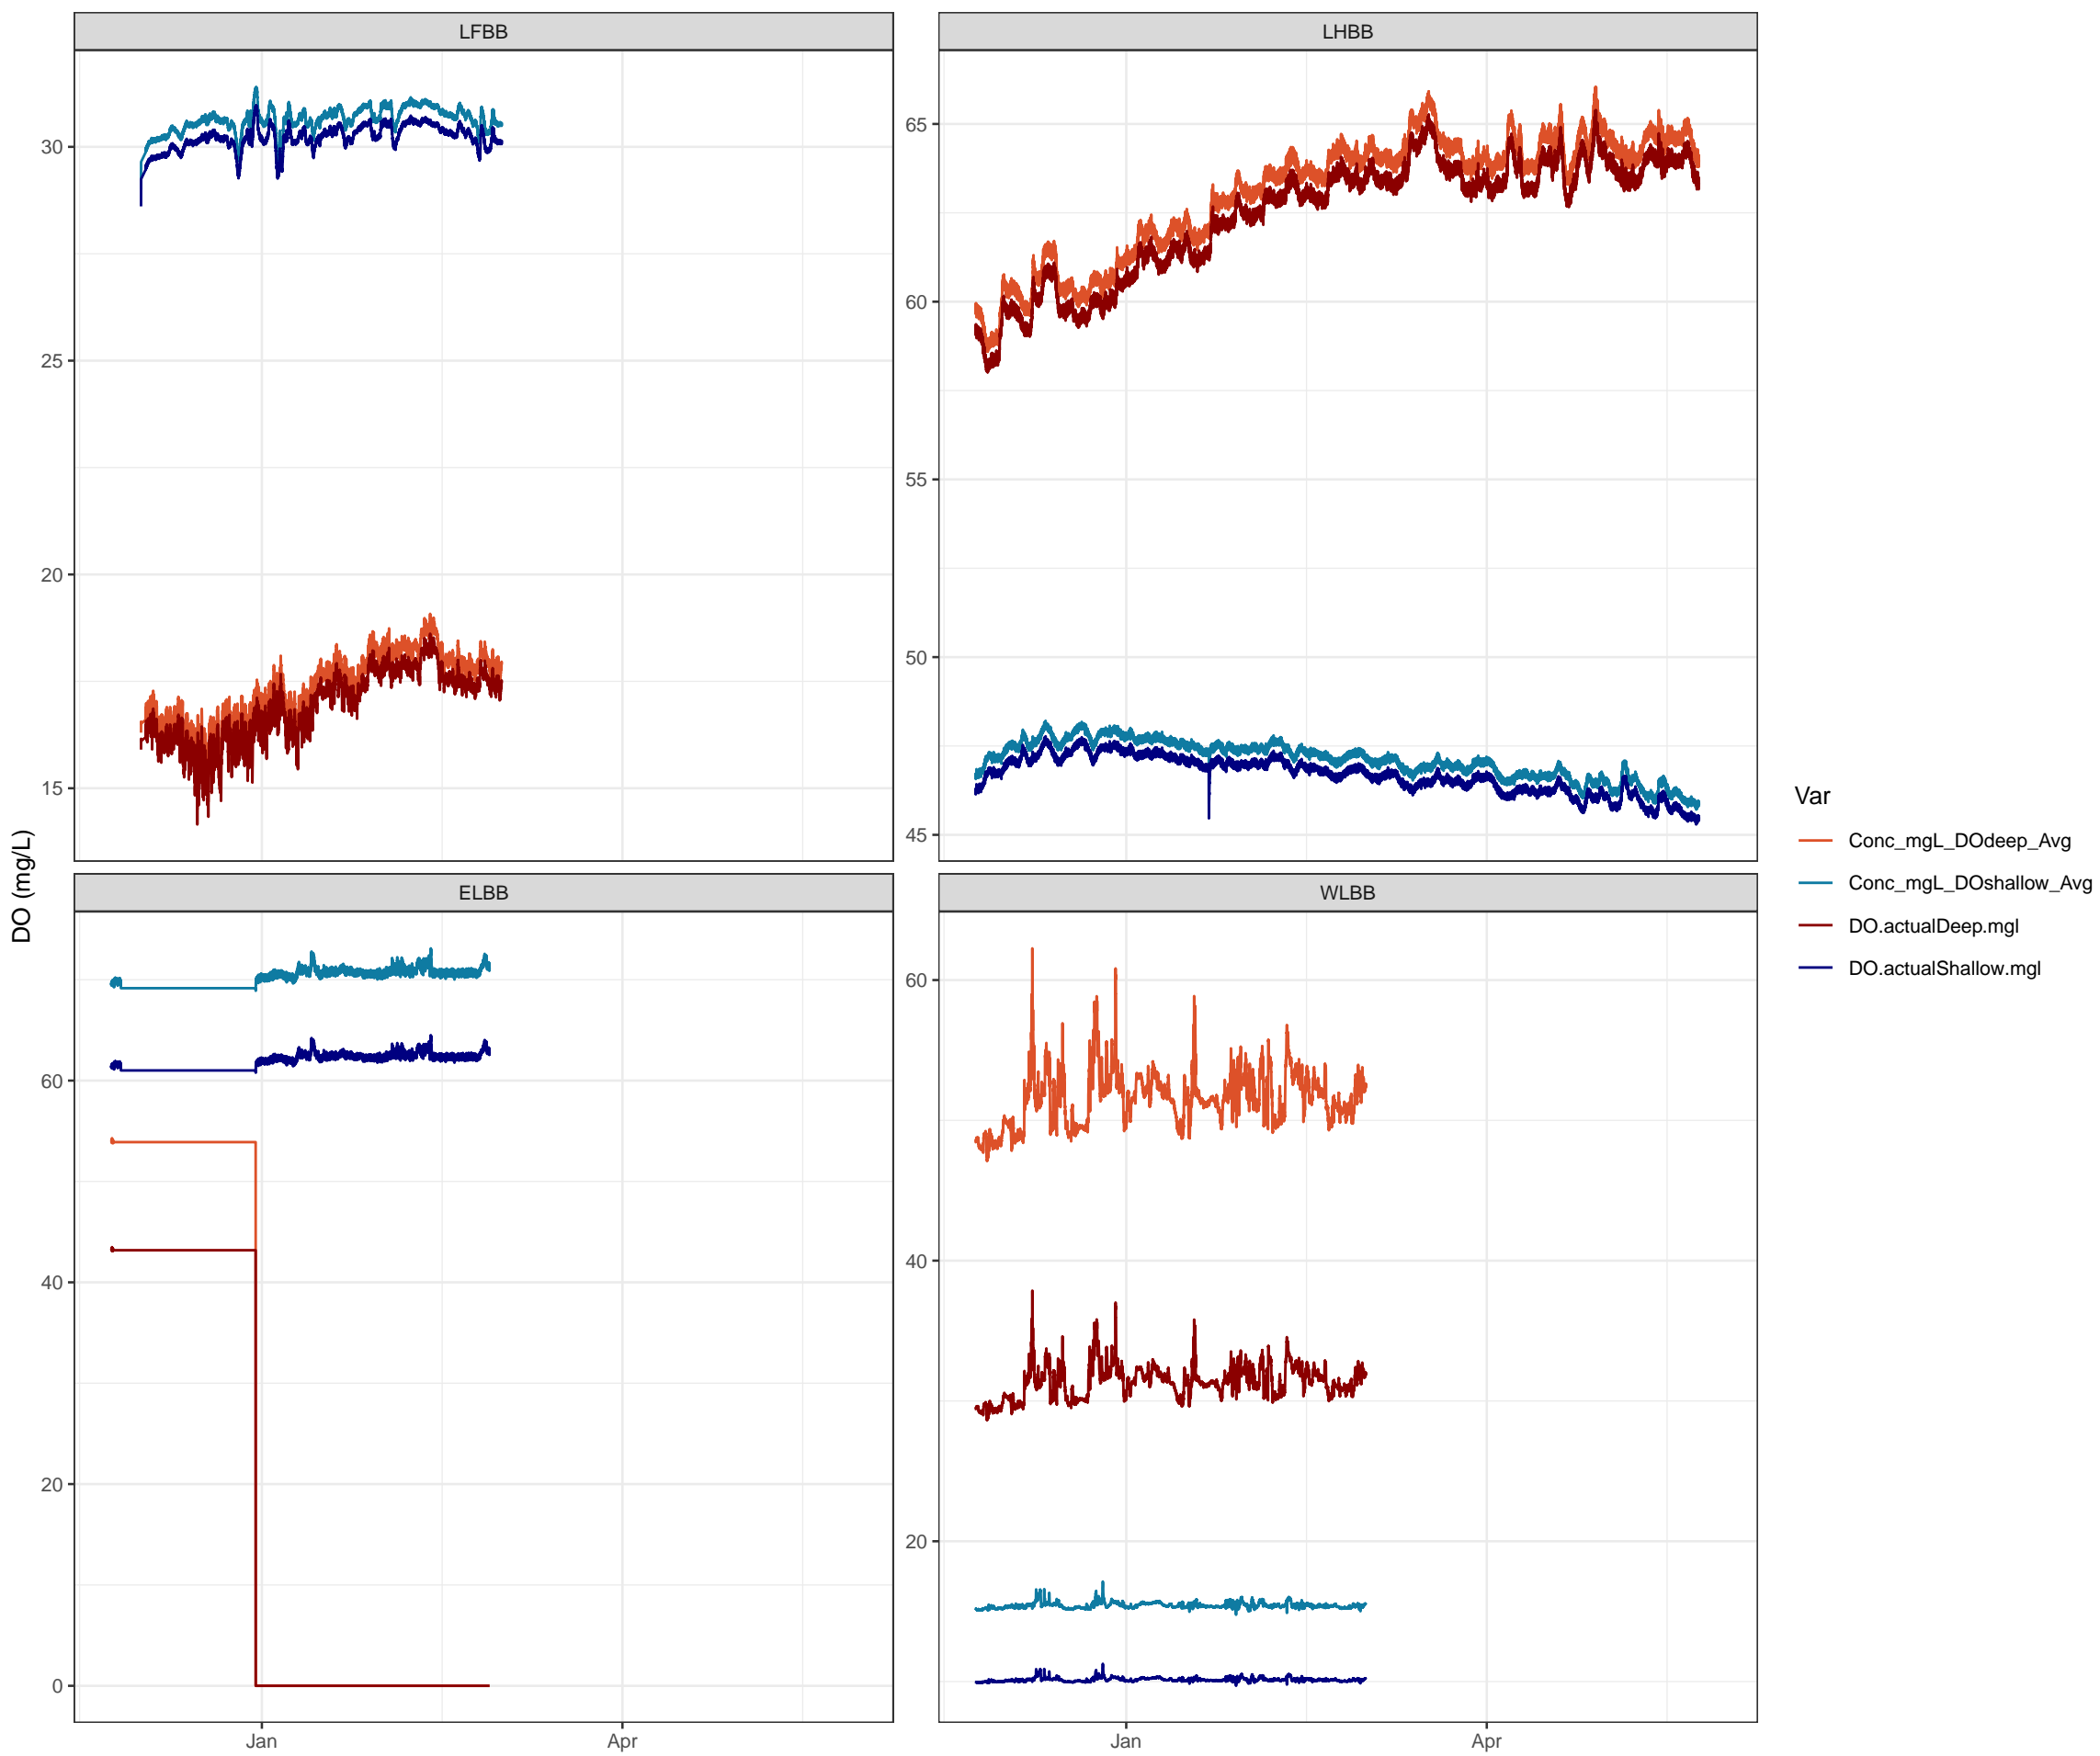 LFBB
LHBB
30
25
20
15
65
60
55
50
45
DO (mg/L)
ELBB
WLBB
60
40
20
0
60
40
20
Jan
Apr
Jan
Apr
Var
Conc_mgL_DOdeep_Avg
Conc_mgL_DOshallow_Avg
DO.actualDeep.mgl
DO.actualShallow.mgl